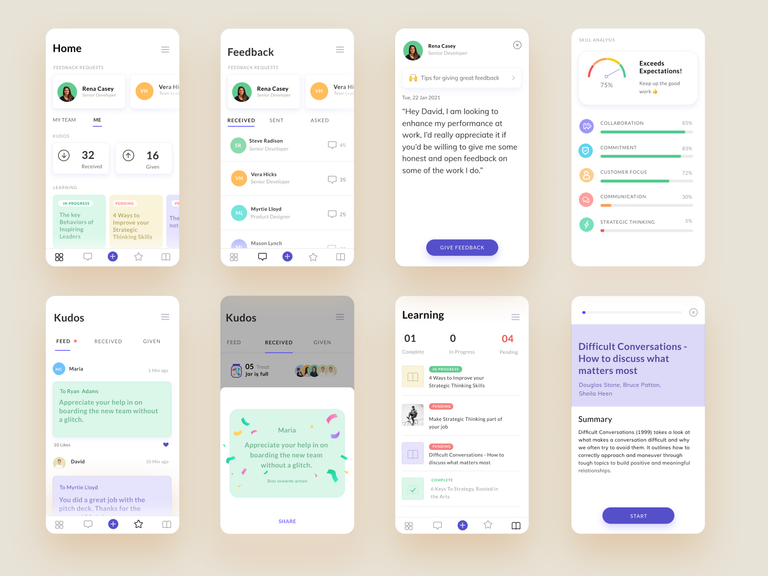 Home
FEEDBACK REQUESTS
Rena Casey
Senior Developer
VH
Vera Hi
MY TEAM
ME
KUDOS
32
Received
16
Given
LEARNING
IN PROGRESS
The key
Behaviors of
Inspiring
Leaders
PENDING
4 Ways to
Improve your
Strategic
Thinking Skills
The
not
Feedback
FEEDBACK REQUESTS
Rena Casey
Senior Developer
VH
Vera Hi
RECEIVED
SENT
ASKED
SR
Steve Radison
Senior Developer
45
VH
Vera Hicks
Senior Developer
35
ML
Myrtle Lloyd
Product Designer
25
Mason Lynch
Rena Casey
Senior Developer
Tips for giving great feedback
Tue, 22 Jan 2021
“Hey David, I am looking to
enhance my performance at
work, I’d really appreciate it if
you’d be willing to give me some
honest and open feedback on
some of the work I do.”
GIVE FEEDBACK
SKILL ANALYSIS
75%
Exceeds
Expectations!
Keep up the good
work 👍
COLLABORATION
85%
COMMITMENT
83%
CUSTOMER FOCUS
72%
COMMUNICATION
30%
STRATEGIC THINKING
5%
Kudos
FEED
RECEIVED
GIVEN
MC
Maria
1 Min ago
To Ryan Adams
Appreciate your help in on
boarding the new team without
a glitch.
10 Likes
David
10 Min ago
To Myrtle Lloyd
You did a great job with the
pitch deck. Thanks for the
Kudos
FEED
RECEIVED
GIVEN
05 Treat
jar is full
Maria
Appreciate your help in on
boarding the new team
without a glitch.
Bias towards action
SHARE
Learning
01
Complete
0
In-Progress
04
Pending
IN PROGRESS
4 Ways to Improve your
Strategic Thinking Skills
PENDING
Make Strategic Thinking part of
your job
PENDING
Difficult Conversations - How to
discuss what matters most
COMPLETE
6 Keys To Strategy, Rooted in
the Arts
Difficult Conversations -
How to discuss what
matters most
Douglas Stone, Bruce Patton,
Sheila Heen
Summary
Difficult Conversations (1999) takes a look at
what makes a conversation difficult and why
we often try to avoid them. It outlines how to
correctly approach and maneuver through
tough topics to build positive and meaningful
relationships.
START